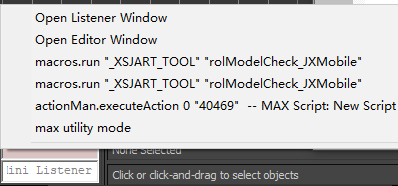 Open Listener Window
Open Editor Window
macros.run "_XSJART_TOOL" "rolModelCheck_JXMobile"
macros.run "_XSJART_TOOL" "rolModelCheck_JXMobile"
actionMan.executeAction 0 "40469"  -- MAX Script: New Script
max utility mode
None Selected
ini Listener
Click or click-and-drag to select objects